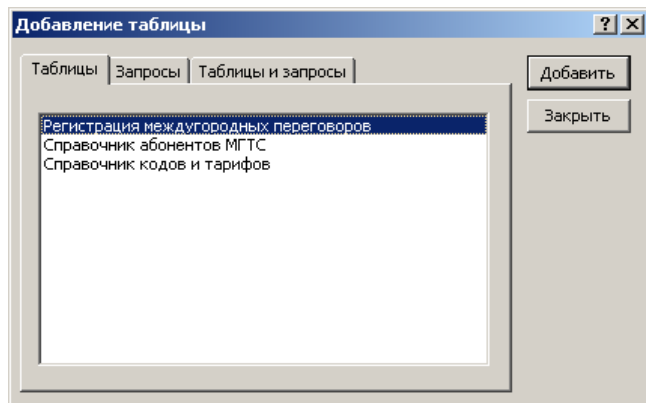 Добавление таблицы
Таблицы Запросы Таблицы и запросы
Добавить
Закрыть
Регистрация междугородных переговоров
Справочник абонентов МГТС
Справочник кодов и тарифов